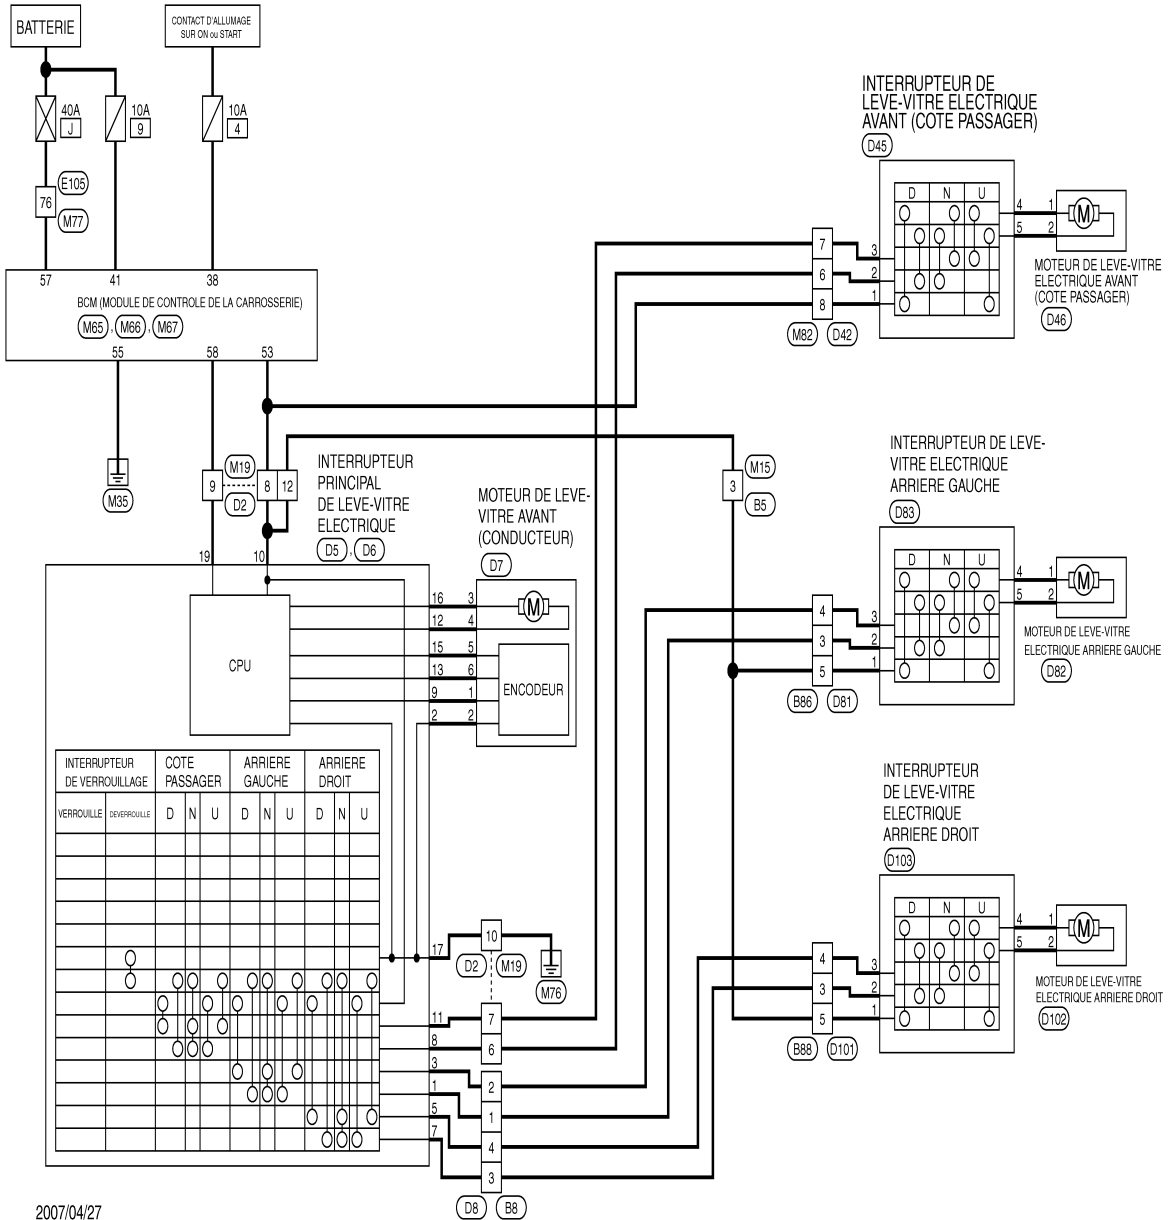 BATTERIE
CONTACT D'ALLUMAGE
SUR ON ou START
40A
J
10A
9
10A
4
76
E105
M77
57
41
38
BCM (MODULE DE CONTROLE DE LA CARROSSERIE)
M65 , M66 , M67
55
58
53
M35
9
M19
D2
8
12
INTERRUPTEUR
PRINCIPAL
DE LEVE-VITRE
ELECTRIQUE
D5 , D6
19
10
MOTEUR DE LEVE-
VITRE AVANT
(CONDUCTEUR)
D7
CPU
16 3
12 4
15 5
13 6
9 1
2 2
M
ENCODEUR
INTERRUPTEUR
DE VERROUILLAGE
COTE
PASSAGER
ARRIERE
GAUCHE
ARRIERE
DROIT
VERROUILLE
DEVERROUILLE
D N U D N U D N U
17
10
D2
M19
M76
11
7
8
6
3
2
1
1
5
4
7
3
D8
B8
INTERRUPTEUR DE
LEVE-VITRE ELECTRIQUE
AVANT (COTE PASSAGER)
D45
D N U
7
6
8
3
2
1
M82
D42
4 1
5 2
M
MOTEUR DE LEVE-VITRE
ELECTRIQUE AVANT
(COTE PASSAGER)
D46
3
M15
B5
INTERRUPTEUR DE LEVE-
VITRE ELECTRIQUE
ARRIERE GAUCHE
D83
D N U
4
3
5
3
2
1
B86
D81
4 1
5 2
M
MOTEUR DE LEVE-VITRE
ELECTRIQUE ARRIERE GAUCHE
D82
INTERRUPTEUR
DE LEVE-VITRE
ELECTRIQUE
ARRIERE DROIT
D103
D N U
4
3
5
3
2
1
B88
D101
4 1
5 2
M
MOTEUR DE LEVE-VITRE
ELECTRIQUE ARRIERE DROIT
D102
2007/04/27